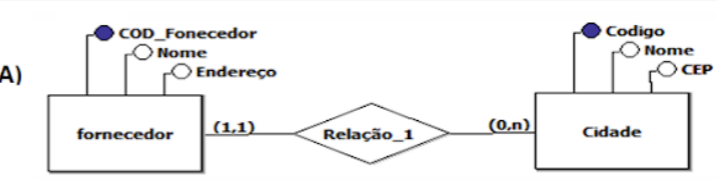 COD_Fonecedor
Nome
Endereço
Codigo
Nome
CEP
A)
fornecedor
(1,1)
Relação_1
(0,n)
Cidade